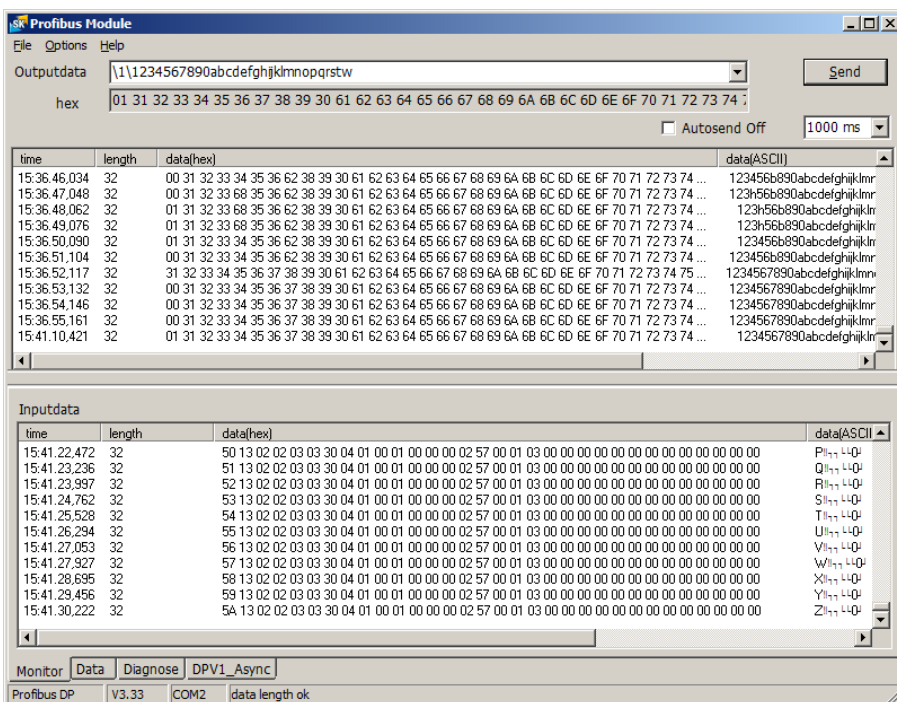 SK Profibus Module
File Options Help
Outputdata \1\1234567890abcdefghijklmnopqrstw Send
hex 01 31 32 33 34 35 36 37 38 39 30 61 62 63 64 65 66 67 68 69 6A 6B 6C 6D 6E 6F 70 71 72 73 74
Autosend Off 1000 ms
time length data(hex) data(ASCII)
15:36.46,034 32 00 31 32 33 34 35 36 62 38 39 30 61 62 63 64 65 66 67 68 69 6A 6B 6C 6D 6E 6F 70 71 72 73 74 ... 123456b890abcdefghijklmr
15:36.47,048 32 00 31 32 33 68 35 36 62 38 39 30 61 62 63 64 65 66 67 68 69 6A 6B 6C 6D 6E 6F 70 71 72 73 74 ... 123h56b890abcdefghijklmr
15:36.48,062 32 01 31 32 33 68 35 36 62 38 39 30 61 62 63 64 65 66 67 68 69 6A 6B 6C 6D 6E 6F 70 71 72 73 74 ... 123h56b890abcdefghijklr
15:36.49,076 32 01 31 32 33 68 35 36 62 38 39 30 61 62 63 64 65 66 67 68 69 6A 6B 6C 6D 6E 6F 70 71 72 73 74 ... 123h56b890abcdefghijklr
15:36.50,090 32 01 31 32 33 34 35 36 62 38 39 30 61 62 63 64 65 66 67 68 69 6A 6B 6C 6D 6E 6F 70 71 72 73 74 ... 123456b890abcdefghijklr
15:36.51,104 32 00 31 32 33 34 35 36 62 38 39 30 61 62 63 64 65 66 67 68 69 6A 6B 6C 6D 6E 6F 70 71 72 73 74 ... 123456b890abcdefghijklmr
15:36.52,117 32 31 32 33 34 35 36 37 38 39 30 61 62 63 64 65 66 67 68 69 6A 6B 6C 6D 6E 6F 70 71 72 73 74 75 ... 1234567890abcdefghijklmn
15:36.53,132 32 00 31 32 33 34 35 36 37 38 39 30 61 62 63 64 65 66 67 68 69 6A 6B 6C 6D 6E 6F 70 71 72 73 74 ... 1234567890abcdefghijklmr
15:36.54,146 32 00 31 32 33 34 35 36 37 38 39 30 61 62 63 64 65 66 67 68 69 6A 6B 6C 6D 6E 6F 70 71 72 73 74 ... 1234567890abcdefghijklmr
15:36.55,161 32 00 31 32 33 34 35 36 37 38 39 30 61 62 63 64 65 66 67 68 69 6A 6B 6C 6D 6E 6F 70 71 72 73 74 ... 1234567890abcdefghijklmr
15:41.10,421 32 01 31 32 33 34 35 36 37 38 39 30 61 62 63 64 65 66 67 68 69 6A 6B 6C 6D 6E 6F 70 71 72 73 74 ... 1234567890abcdefghijklr
Inputdata
time length data(hex) data(ASCII
15:41.22,472 32 50 13 02 02 03 03 30 04 01 00 01 00 00 00 02 57 00 01 03 00 00 00 00 00 00 00 00 00 00 00 00 00 P‼┐┐└└0┘
15:41.23,236 32 51 13 02 02 03 03 30 04 01 00 01 00 00 00 02 57 00 01 03 00 00 00 00 00 00 00 00 00 00 00 00 00 Q‼┐┐└└0┘
15:41.23,997 32 52 13 02 02 03 03 30 04 01 00 01 00 00 00 02 57 00 01 03 00 00 00 00 00 00 00 00 00 00 00 00 00 R‼┐┐└└0┘
15:41.24,762 32 53 13 02 02 03 03 30 04 01 00 01 00 00 00 02 57 00 01 03 00 00 00 00 00 00 00 00 00 00 00 00 00 S‼┐┐└└0┘
15:41.25,528 32 54 13 02 02 03 03 30 04 01 00 01 00 00 00 02 57 00 01 03 00 00 00 00 00 00 00 00 00 00 00 00 00 T‼┐┐└└0┘
15:41.26,294 32 55 13 02 02 03 03 30 04 01 00 01 00 00 00 02 57 00 01 03 00 00 00 00 00 00 00 00 00 00 00 00 00 U‼┐┐└└0┘
15:41.27,053 32 56 13 02 02 03 03 30 04 01 00 01 00 00 00 02 57 00 01 03 00 00 00 00 00 00 00 00 00 00 00 00 00 V‼┐┐└└0┘
15:41.27,927 32 57 13 02 02 03 03 30 04 01 00 01 00 00 00 02 57 00 01 03 00 00 00 00 00 00 00 00 00 00 00 00 00 W‼┐┐└└0┘
15:41.28,695 32 58 13 02 02 03 03 30 04 01 00 01 00 00 00 02 57 00 01 03 00 00 00 00 00 00 00 00 00 00 00 00 00 X‼┐┐└└0┘
15:41.29,456 32 59 13 02 02 03 03 30 04 01 00 01 00 00 00 02 57 00 01 03 00 00 00 00 00 00 00 00 00 00 00 00 00 Y‼┐┐└└0┘
15:41.30,222 32 5A 13 02 02 03 03 30 04 01 00 01 00 00 00 02 57 00 01 03 00 00 00 00 00 00 00 00 00 00 00 00 00 Z‼┐┐└└0┘
Monitor Data Diagnose DPV1_Async
Profibus DP V3.33 COM2 data length ok